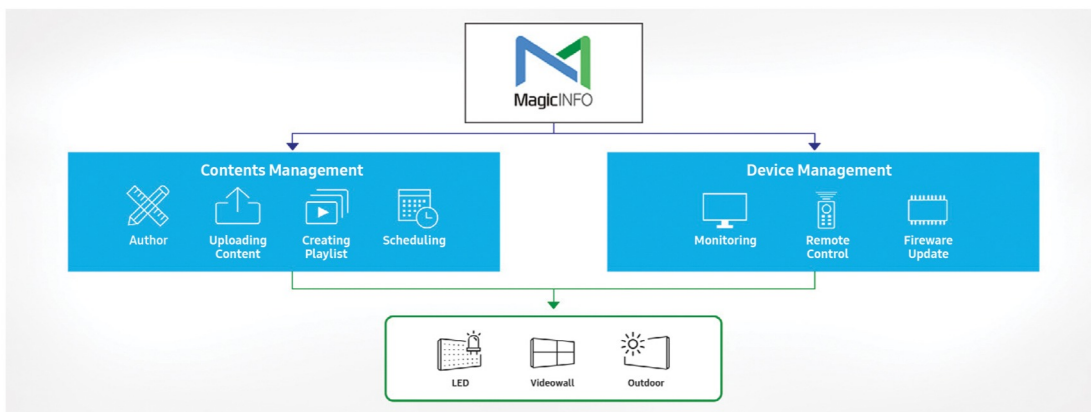 MagicINFO
Contents Management
Author
Uploading
Content
Creating
Playlist
Scheduling
Device Management
Monitoring
Remote
Control
Fireware
Update
LED
Videowall
Outdoor